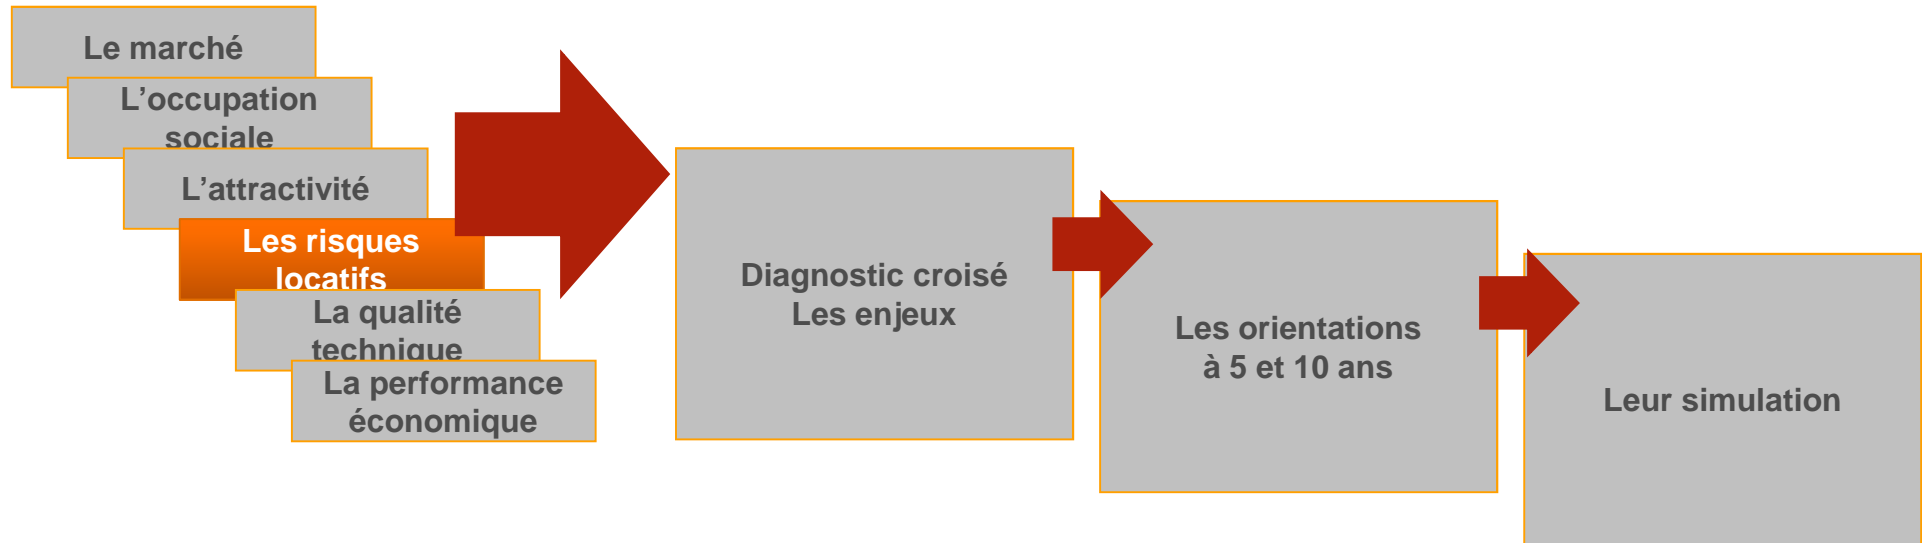 Le marché
L’occupation
sociale
L’attractivité
Les risques
locatifs
La qualité
technique
La performance
économique
Diagnostic croisé
Les enjeux
Les orientations
à 5 et 10 ans
Leur simulation